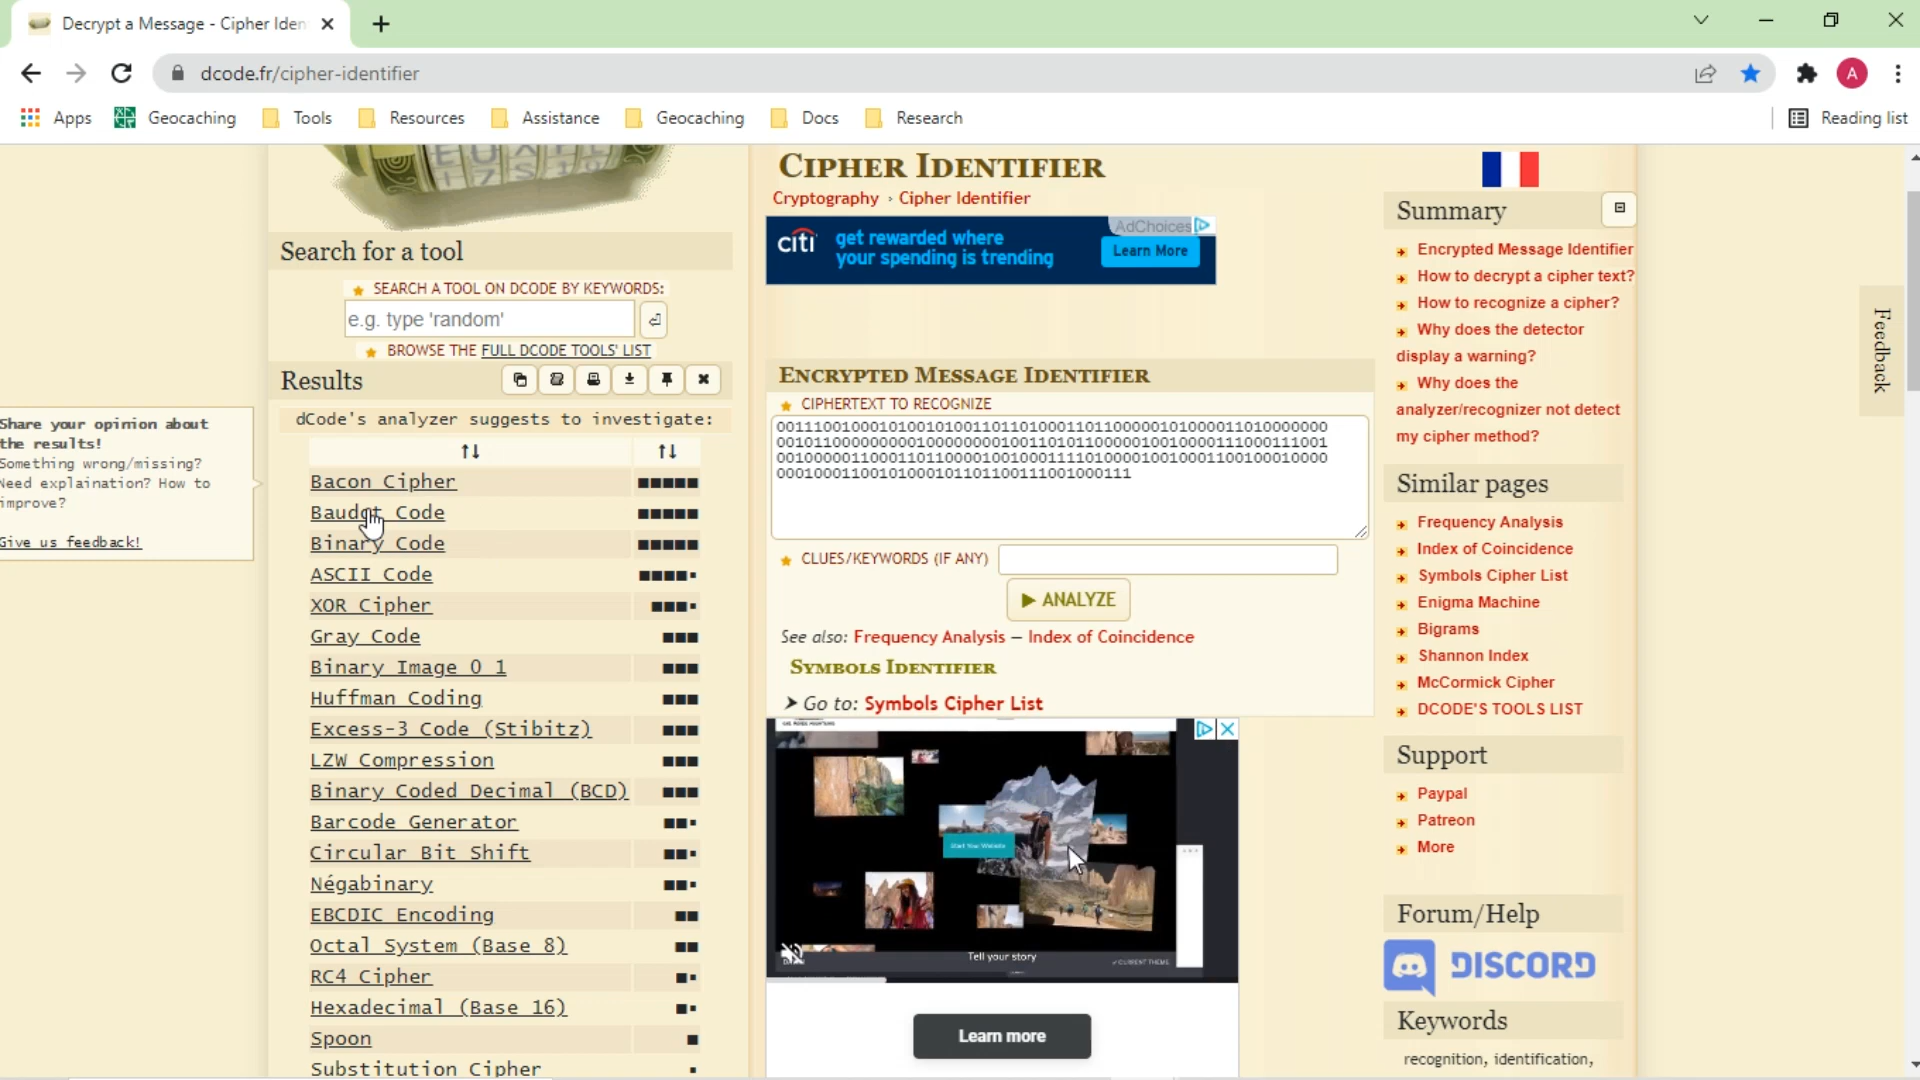 Decrypt a Message - Cipher Iden
dcode.fr/cipher-identifier
A
Apps Geocaching Tools Resources Assistance Geocaching Docs Research Reading list
CIPHER IDENTIFIER
Cryptography › Cipher Identifier
AdChoices
citi get rewarded where
your spending is trending
Learn More
Search for a tool
SEARCH A TOOL ON DCODE BY KEYWORDS:
e.g. type 'random'
BROWSE THE FULL DCODE TOOLS' LIST
Results
dCode's analyzer suggests to investigate:
Bacon Cipher
Baudot Code
Binary Code
ASCII Code
XOR Cipher
Gray Code
Binary Image 0 1
Huffman Coding
Excess-3 Code (Stibitz)
LZW Compression
Binary Coded Decimal (BCD)
Barcode Generator
Circular Bit Shift
Négabinary
EBCDIC Encoding
Octal System (Base 8)
RC4 Cipher
Hexadecimal (Base 16)
Spoon
Substitution Cipher
Share your opinion about
the results!
Something wrong/missing?
Need explaination? How to
improve?
Give us feedback!
ENCRYPTED MESSAGE IDENTIFIER
CIPHERTEXT TO RECOGNIZE
CLUES/KEYWORDS (IF ANY)
▶ ANALYZE
See also: Frequency Analysis — Index of Coincidence
SYMBOLS IDENTIFIER
➤ Go to: Symbols Cipher List
Start Your Website
Tell your story
Learn more
Summary
Encrypted Message Identifier
How to decrypt a cipher text?
How to recognize a cipher?
Why does the detector
display a warning?
Why does the
analyzer/recognizer not detect
my cipher method?
Similar pages
Frequency Analysis
Index of Coincidence
Symbols Cipher List
Enigma Machine
Bigrams
Shannon Index
McCormick Cipher
DCODE'S TOOLS LIST
Support
Paypal
Patreon
More
Forum/Help
DISCORD
Keywords
recognition, identification,
Feedback